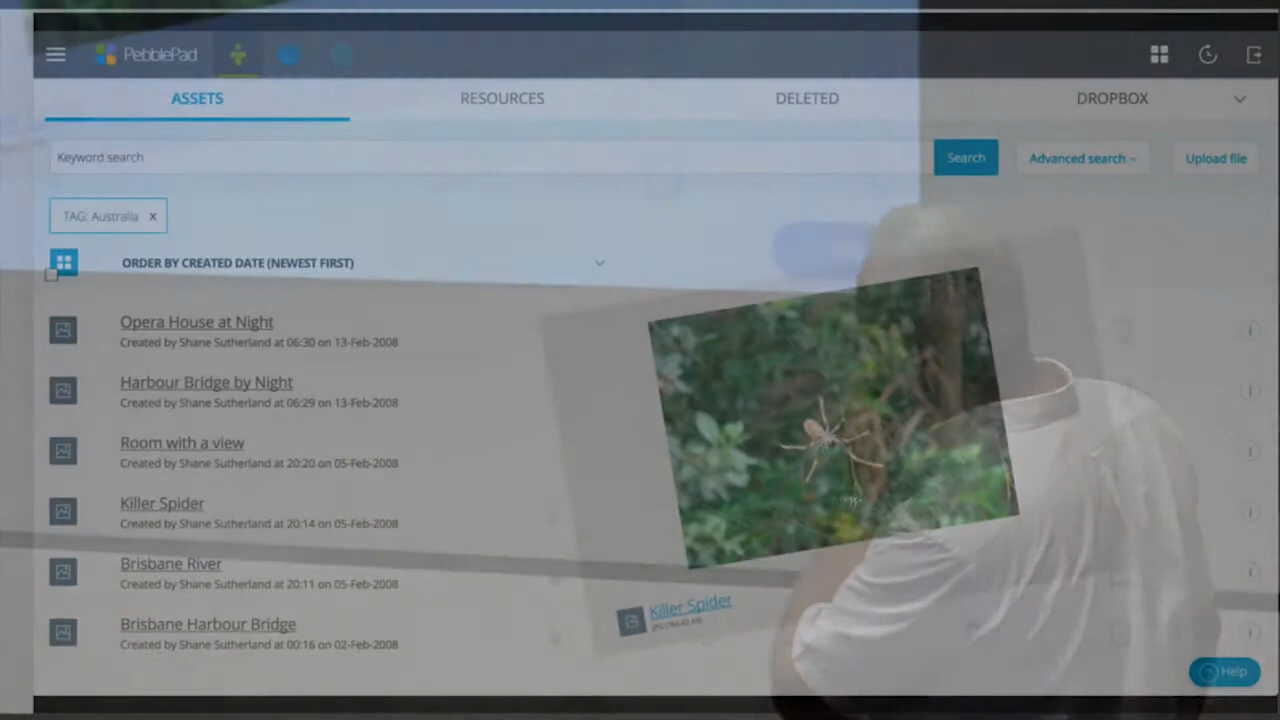 PebblePad
ASSETS
RESOURCES
DELETED
DROPBOX
Keyword search
Search
Advanced search
Upload file
TAG: Australia x
ORDER BY CREATED DATE (NEWEST FIRST)
Opera House at Night
Created by Shane Sutherland at 06:30 on 13-Feb-2008
Harbour Bridge by Night
Created by Shane Sutherland at 06:29 on 13-Feb-2008
Room with a view
Created by Shane Sutherland at 20:20 on 05-Feb-2008
Killer Spider
Created by Shane Sutherland at 20:14 on 05-Feb-2008
Brisbane River
Created by Shane Sutherland at 20:11 on 05-Feb-2008
Brisbane Harbour Bridge
Created by Shane Sutherland at 00:16 on 02-Feb-2008
Killer Spider
Help